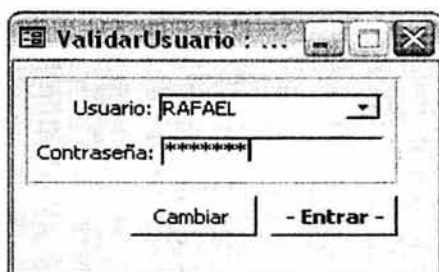 ValidarUsuario : ...
Usuario: RAFAEL
Contraseña: *******
Cambiar - Entrar -